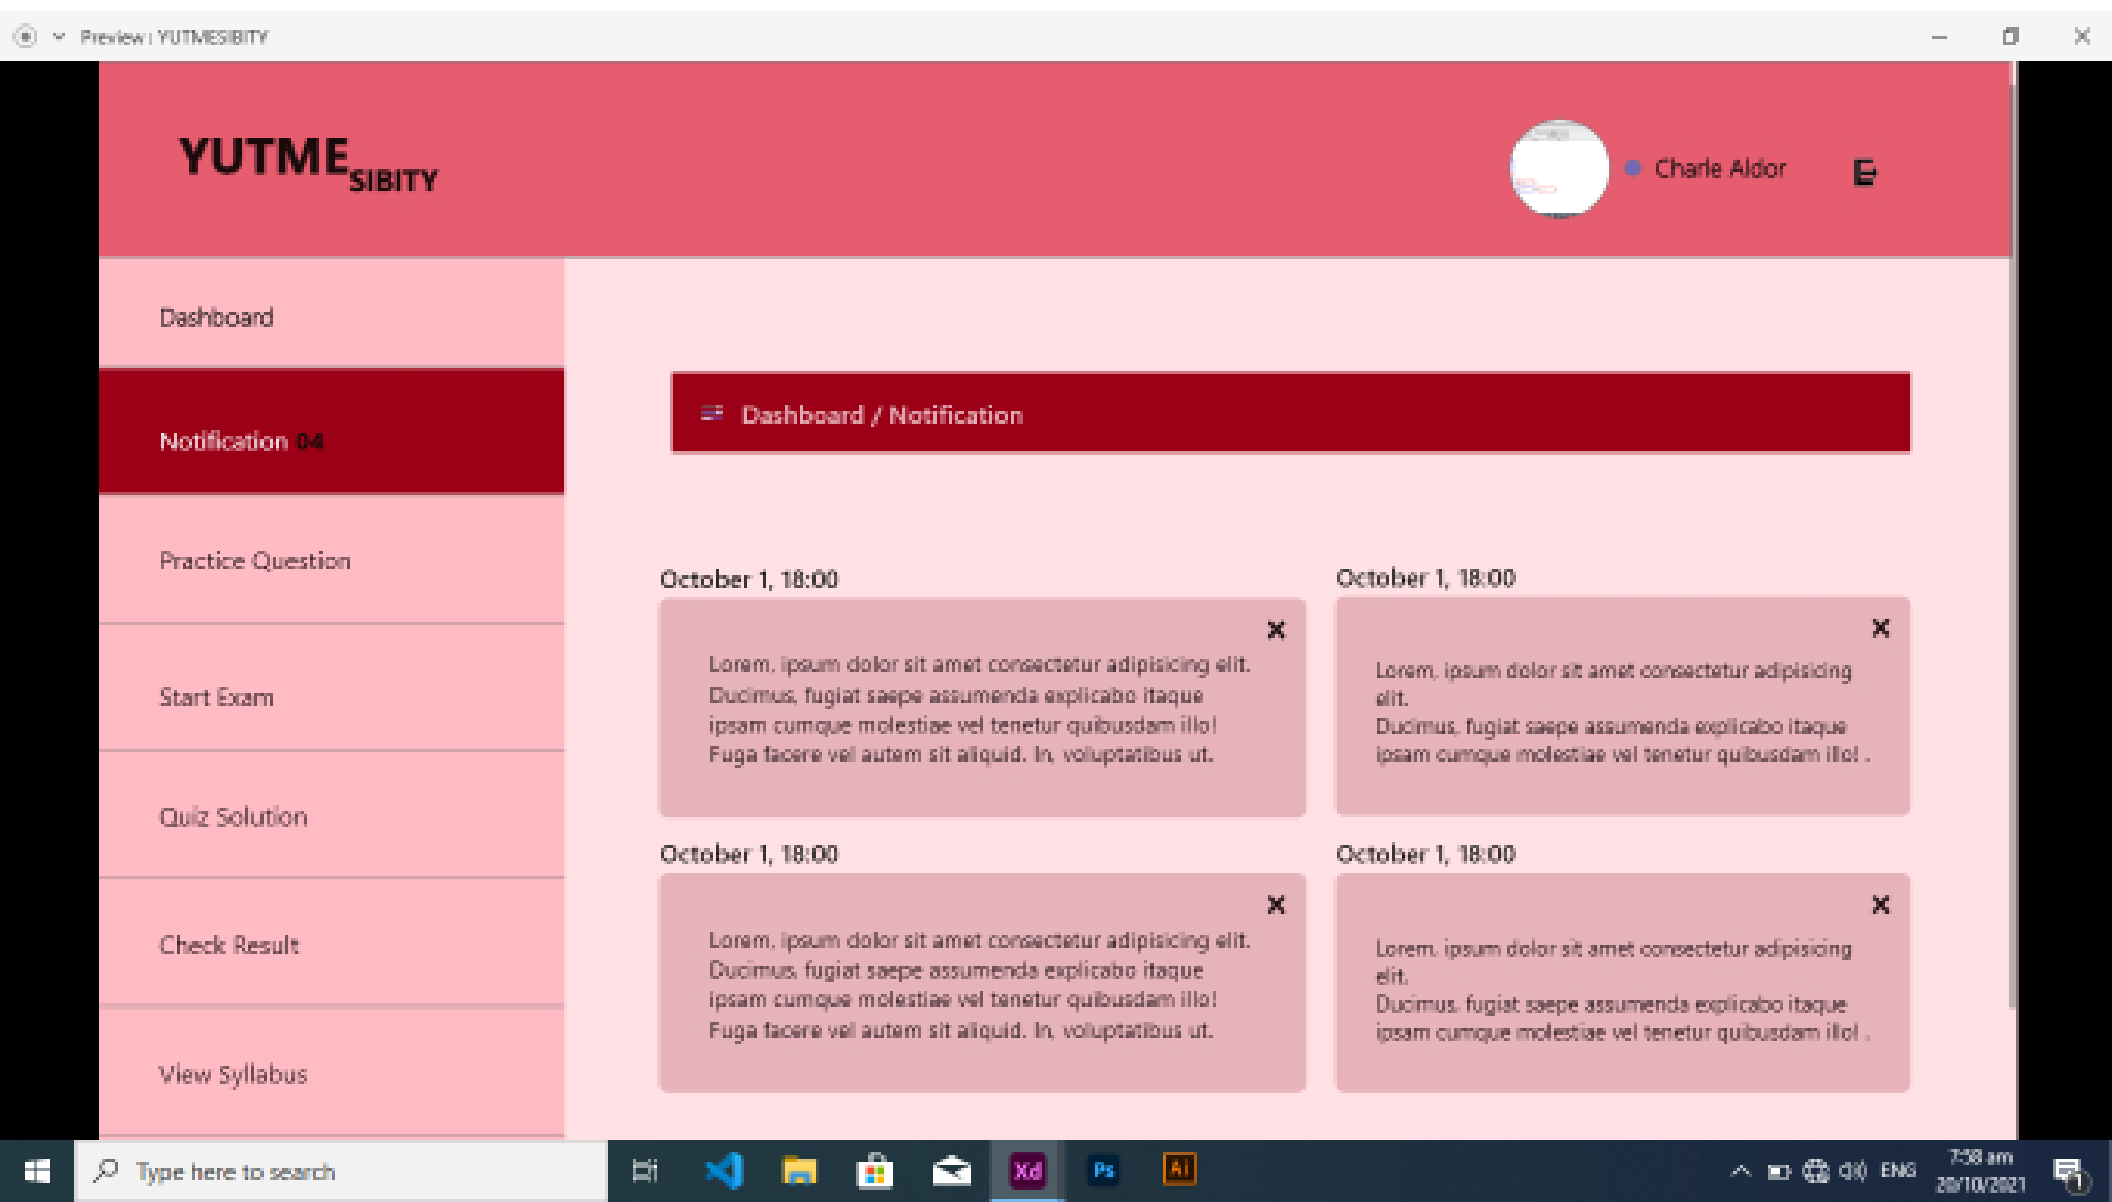 Preview: YUTMESIBITY
YUTME
SIBITY
Charle Aldor
Dashboard
Notification 04
Practice Question
Start Exam
Quiz Solution
Check Result
View Syllabus
Dashboard / Notification
October 1, 18:00
Lorem, ipsum dolor sit amet consectetur adipisicing elit.
Ducimus, fugiat saepe assumenda explicabo itaque
ipsam cumque molestiae vel tenetur quibusdam illo!
Fuga facere vel autem sit aliquid. In, voluptatibus ut.
October 1, 18:00
Lorem, ipsum dolor sit amet consectetur adipisicing
elit.
Ducimus, fugiat saepe assumenda explicabo itaque
ipsam cumque molestiae vel tenetur quibusdam illo! .
October 1, 18:00
Lorem, ipsum dolor sit amet consectetur adipisicing elit.
Ducimus, fugiat saepe assumenda explicabo itaque
ipsam cumque molestiae vel tenetur quibusdam illo!
Fuga facere vel autem sit aliquid. In, voluptatibus ut.
October 1, 18:00
Lorem, ipsum dolor sit amet consectetur adipisicing
elit.
Ducimus, fugiat saepe assumenda explicabo itaque
ipsam cumque molestiae vel tenetur quibusdam illo! .
Type here to search
Xd
Ps
Ai
ENG
7:58 am
20/10/2021
1